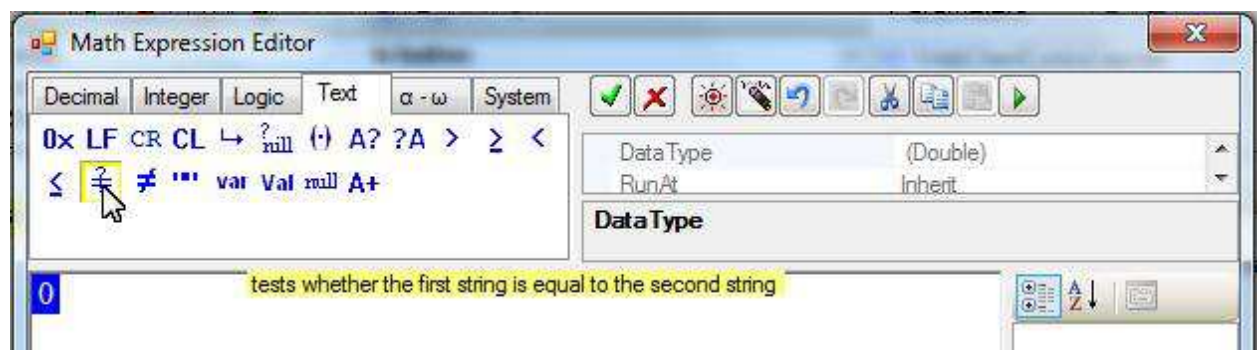 Math Expression Editor
Decimal Integer Logic Text α - ω System
0x LF CR CL ↵ ?null (·) A? ?A > ≥ <
DataType (Double)
RunAt Inherit
≤ ≟ ≠ "" var Val null A+
DataType
tests whether the first string is equal to the second string
0
A
Z